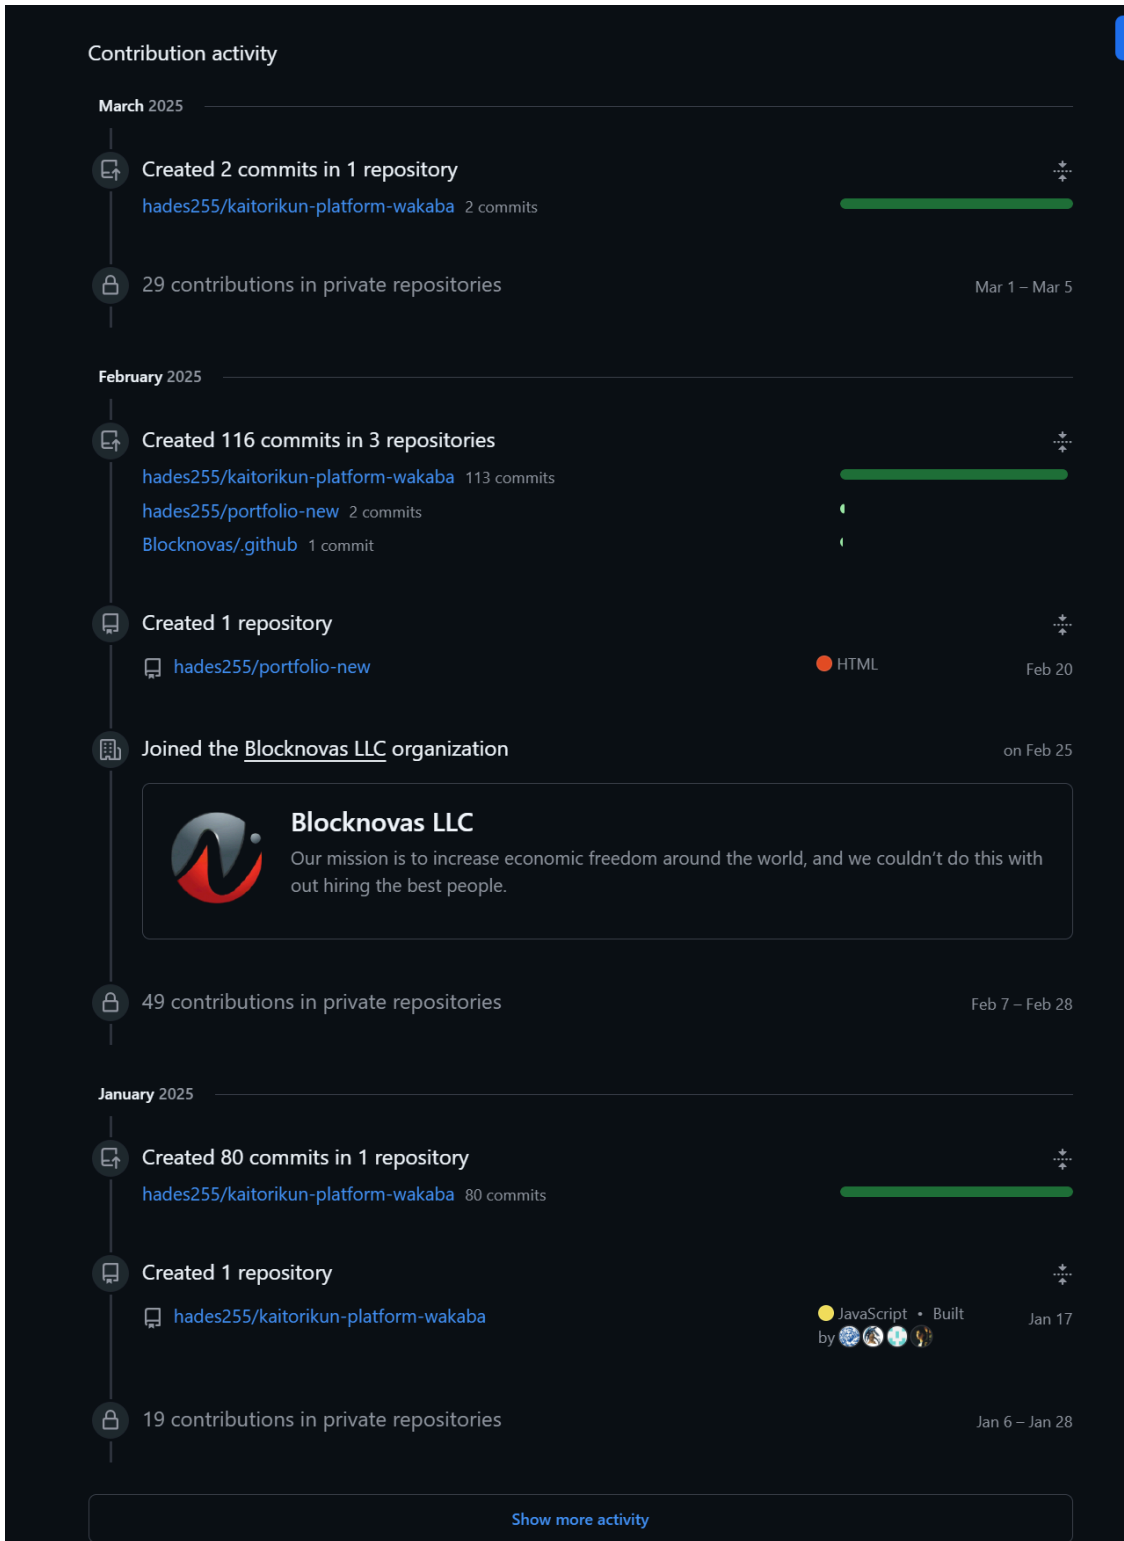 Contribution activity
March 2025
Created 2 commits in 1 repository
hades255/kaitorikun-platform-wakaba 2 commits
29 contributions in private repositories Mar 1 – Mar 5
February 2025
Created 116 commits in 3 repositories
hades255/kaitorikun-platform-wakaba 113 commits
hades255/portfolio-new 2 commits
Blocknovas/.github 1 commit
Created 1 repository
hades255/portfolio-new HTML Feb 20
Joined the Blocknovas LLC organization on Feb 25
Blocknovas LLC
Our mission is to increase economic freedom around the world, and we couldn’t do this with
out hiring the best people.
49 contributions in private repositories Feb 7 – Feb 28
January 2025
Created 80 commits in 1 repository
hades255/kaitorikun-platform-wakaba 80 commits
Created 1 repository
hades255/kaitorikun-platform-wakaba JavaScript • Built Jan 17
by
19 contributions in private repositories Jan 6 – Jan 28
Show more activity